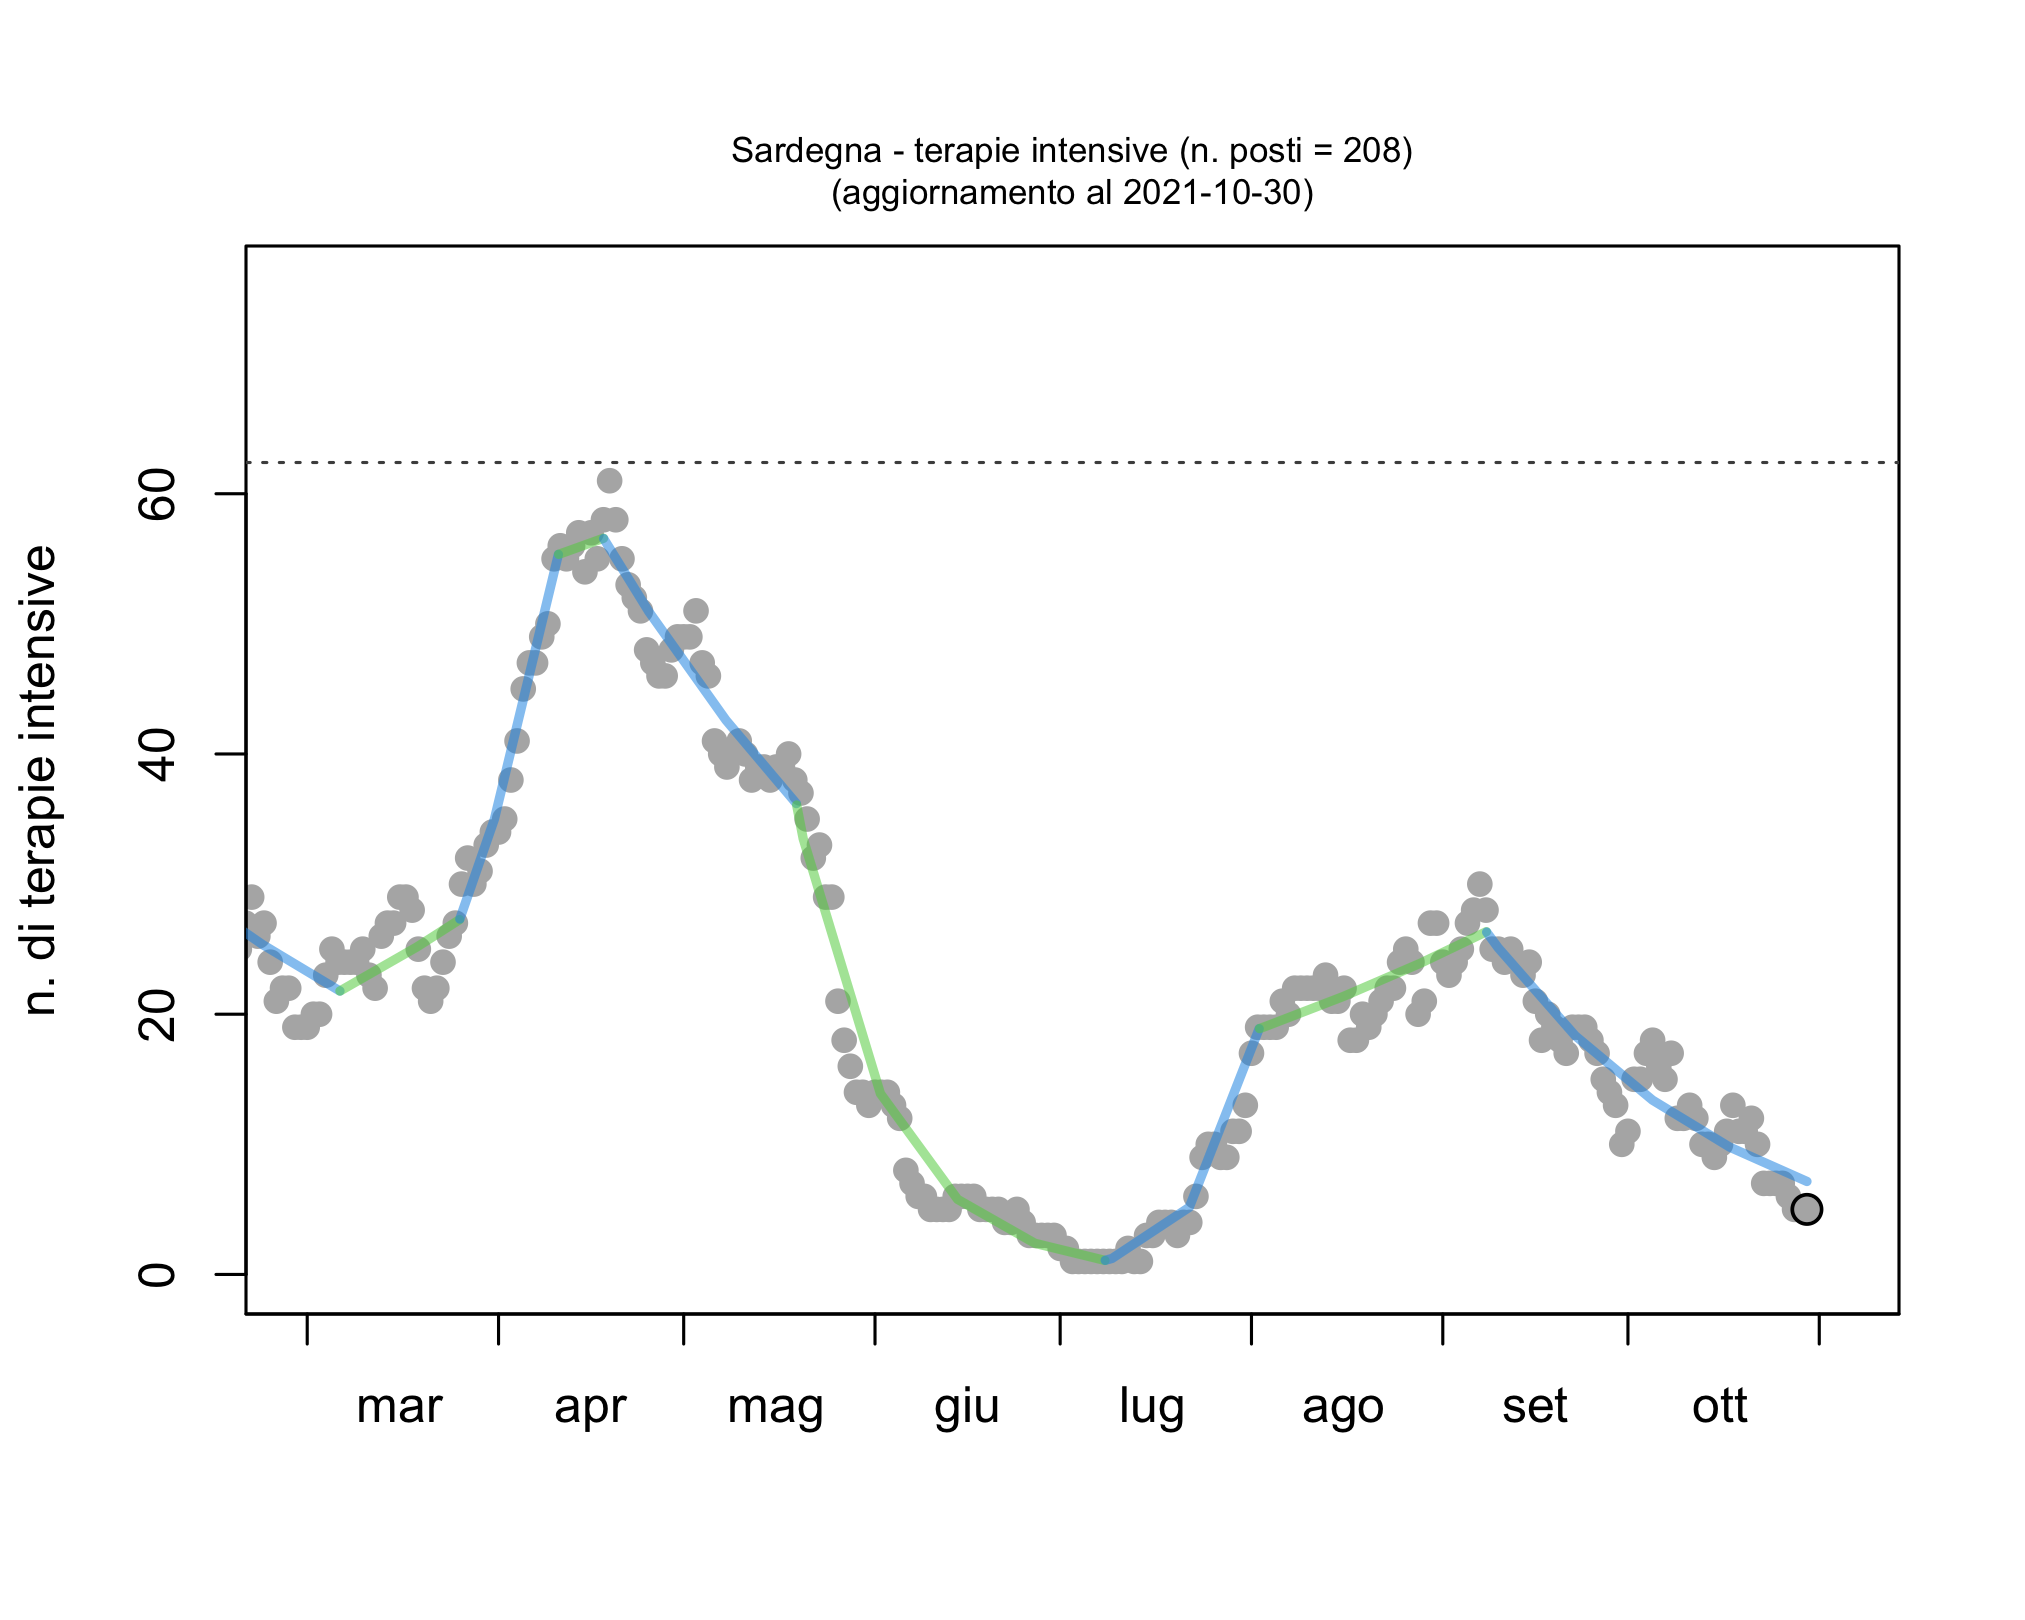 Sardegna - terapie intensive (n. posti = 208)
(aggiornamento al 2021-10-30)
n. di terapie intensive
60
40
20
0
mar apr mag giu lug ago set ott